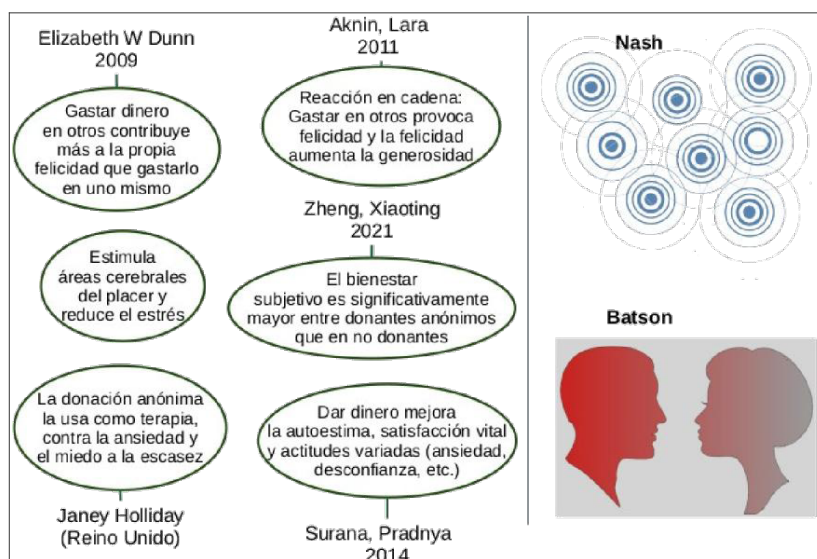 Elizabeth W Dunn
2009
Gastar dinero
en otros contribuye
más a la propia
felicidad que gastarlo
en uno mismo
Estimula
áreas cerebrales
del placer y
reduce el estrés
La donación anónima
la usa como terapia,
contra la ansiedad y
el miedo a la escasez
Janey Holliday
(Reino Unido)
Aknin, Lara
2011
Reacción en cadena:
Gastar en otros provoca
felicidad y la felicidad
aumenta la generosidad
Zheng, Xiaoting
2021
El bienestar
subjetivo es significativamente
mayor entre donantes anónimos
que en no donantes
Dar dinero mejora
la autoestima, satisfacción vital
y actitudes variadas (ansiedad,
desconfianza, etc.)
Surana, Pradnya
2014
Nash
Batson